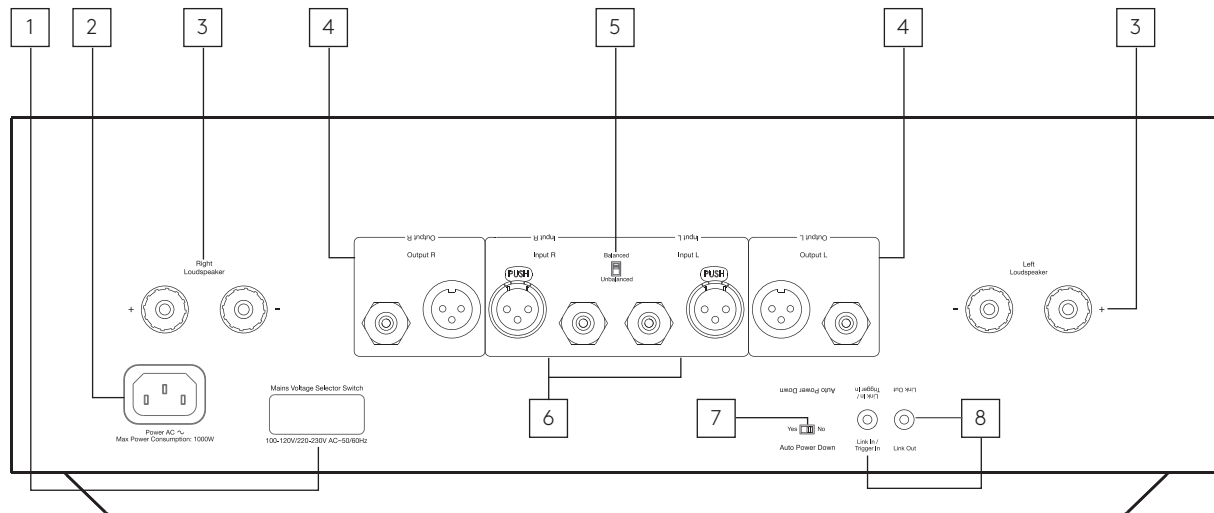 1
2
3
4
5
4
3
Output R
Input R
Input L
Output L
Output R
Input R
Balanced
Unbalanced
Input L
Output L
PUSH
PUSH
Right
Loudspeaker
+
-
Left
Loudspeaker
-
+
Power AC ~
Max Power Consumption: 1000W
Mains Voltage Selector Switch
100-120V/220-230V AC~50/60Hz
6
7
8
Auto Power Down
Link In /
Trigger In
Link Out
Yes
No
Auto Power Down
Link In /
Trigger In
Link Out